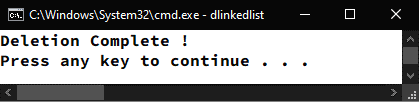 C:\Windows\System32\cmd.exe - dlinkedlist
Deletion Complete !
Press any key to continue . . .